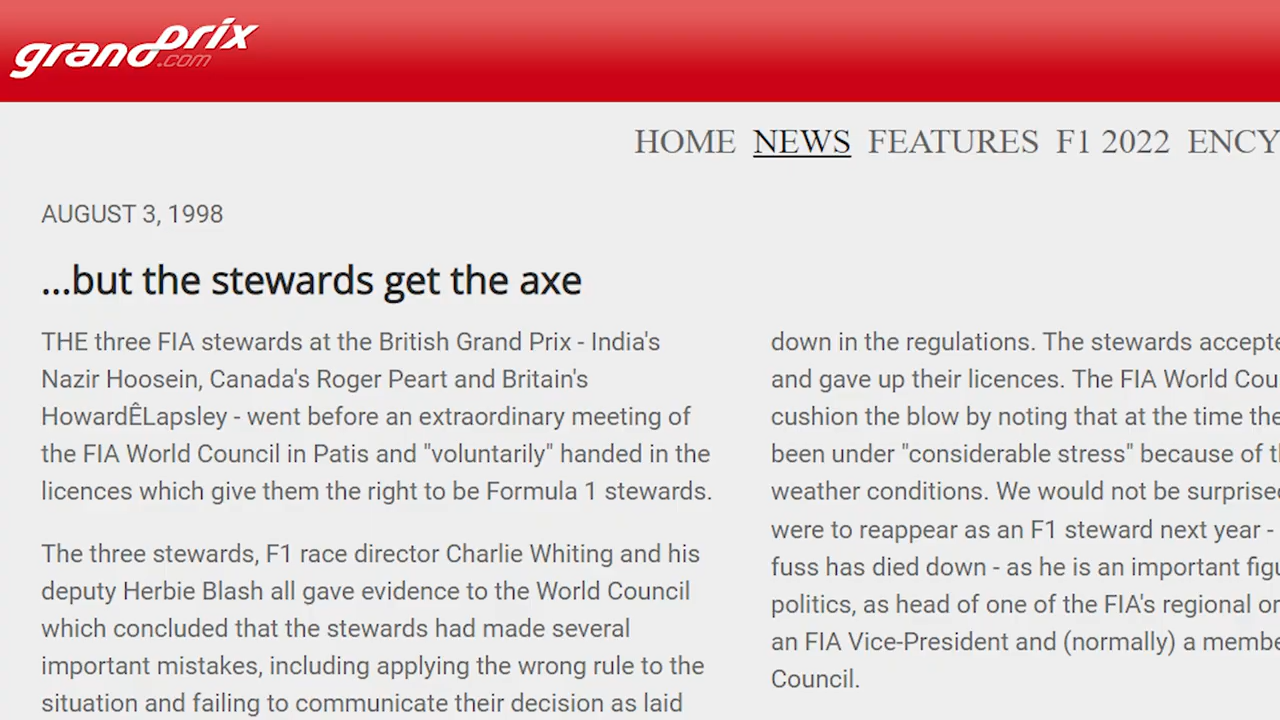 grandprix
.com
HOME NEWS FEATURES F1 2022 ENCY
AUGUST 3, 1998
...but the stewards get the axe
THE three FIA stewards at the British Grand Prix - India's
Nazir Hoosein, Canada's Roger Peart and Britain's
HowardÊLapsley - went before an extraordinary meeting of
the FIA World Council in Patis and "voluntarily" handed in the
licences which give them the right to be Formula 1 stewards.
The three stewards, F1 race director Charlie Whiting and his
deputy Herbie Blash all gave evidence to the World Council
which concluded that the stewards had made several
important mistakes, including applying the wrong rule to the
situation and failing to communicate their decision as laid
down in the regulations. The stewards accepte
and gave up their licences. The FIA World Cou
cushion the blow by noting that at the time the
been under "considerable stress" because of t
weather conditions. We would not be surprised
were to reappear as an F1 steward next year -
fuss has died down - as he is an important figu
politics, as head of one of the FIA's regional or
an FIA Vice-President and (normally) a membe
Council.